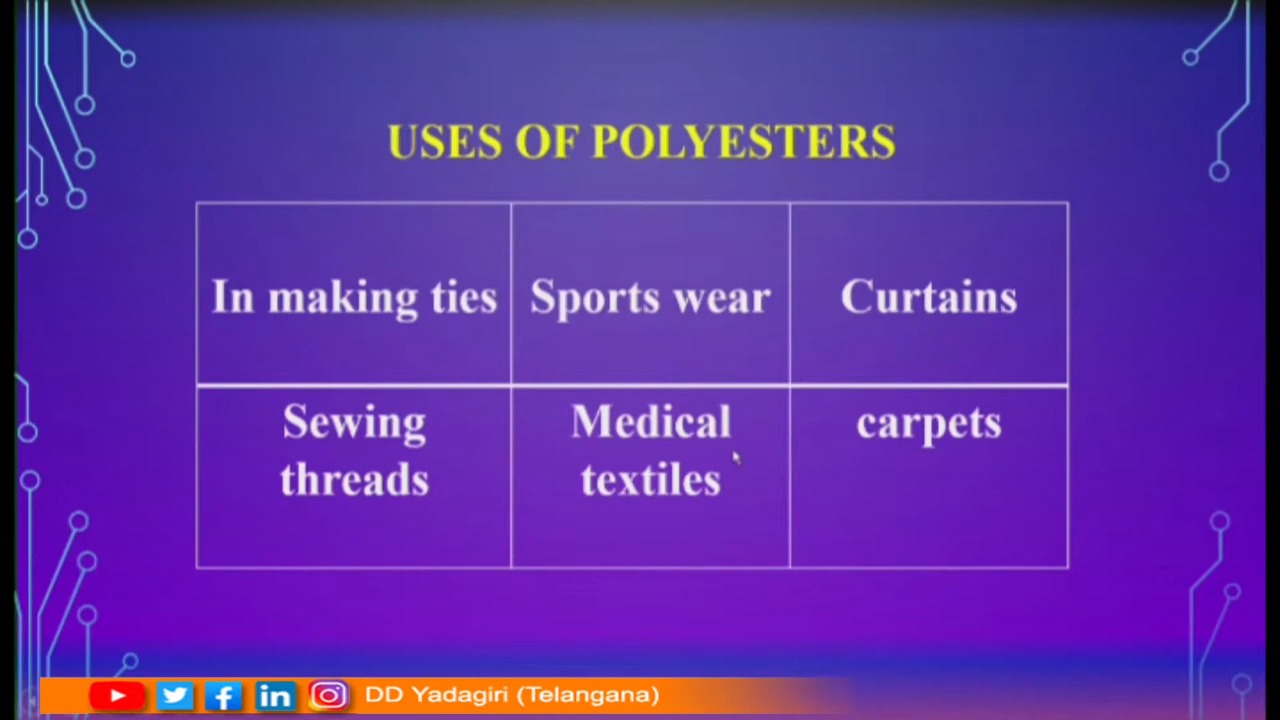 USES OF POLYESTERS
In making ties
Sports wear
Curtains
Sewing
threads
Medical
textiles
carpets
DD Yadagiri (Telangana)